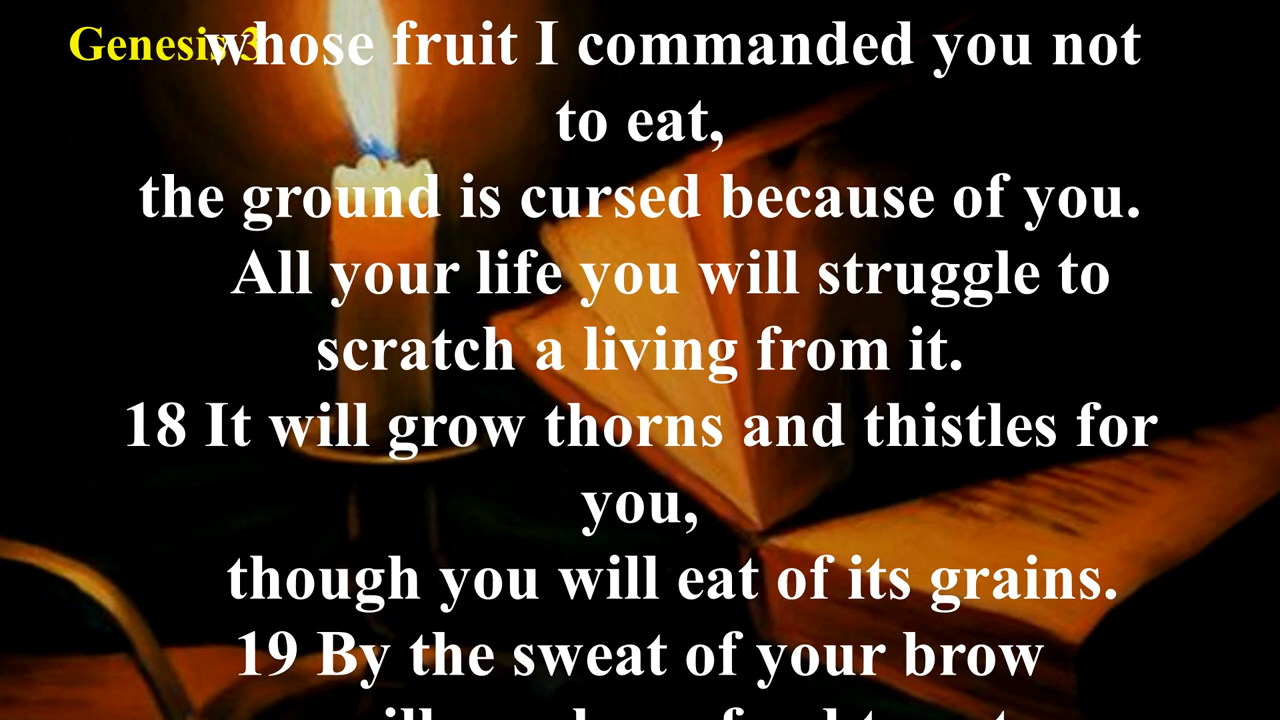 Genesis 3
whose fruit I commanded you not
to eat,
the ground is cursed because of you.
All your life you will struggle to
scratch a living from it.
18 It will grow thorns and thistles for
you,
though you will eat of its grains.
19 By the sweat of your brow